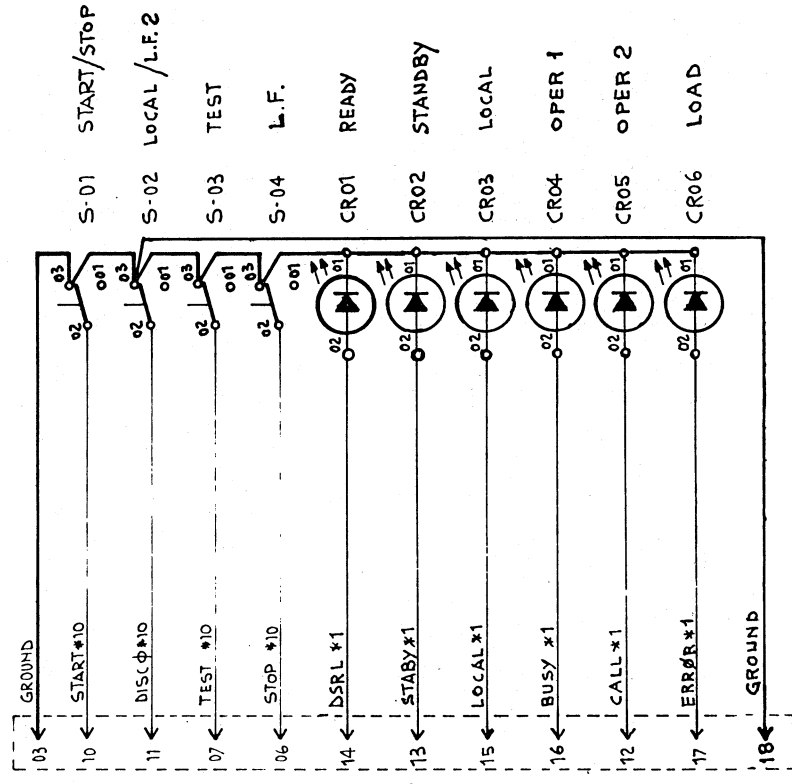 S-01 START/STOP
S-02 LOCAL/L.F.2
S-03 TEST
S-04 L.F.
CR01 READY
CR02 STANDBY
CR03 LOCAL
CR04 OPER 1
CR05 OPER 2
CR06 LOAD
03
001
02
03
001
02
03
001
02
03
001
02
01
02
01
02
01
02
01
02
01
02
01
02
03 GROUND
10 START*10
11 DISCØ*10
07 TEST *10
06 STOP *10
14 DSRL *1
13 STABY*1
15 LOCAL*1
16 BUSY *1
12 CALL *1
17 ERRØR*1
18 GROUND